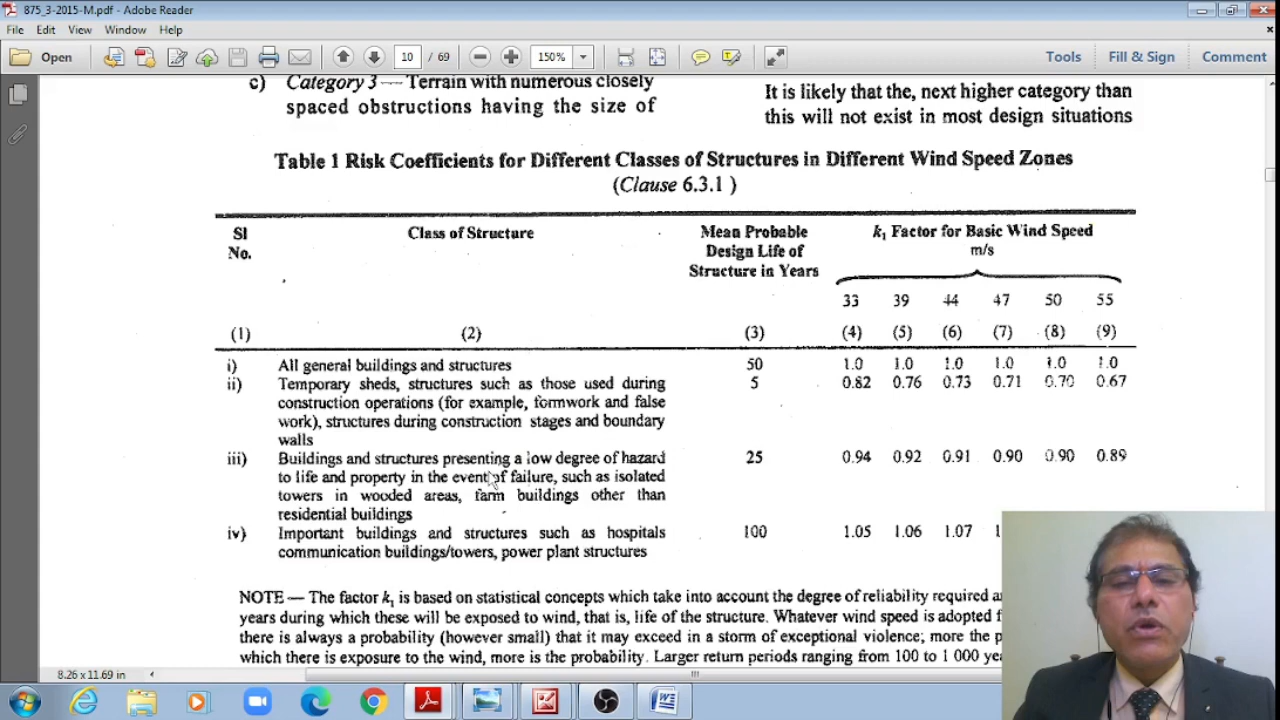 875_3-2015-M.pdf - Adobe Reader
File Edit View Window Help
Open 10 / 69 150% Tools Fill & Sign Comment
c) Category 3 — Terrain with numerous closely
spaced obstructions having the size of
It is likely that the, next higher category than
this will not exist in most design situations
Table 1 Risk Coefficients for Different Classes of Structures in Different Wind Speed Zones
(Clause 6.3.1 )
Sl No. Class of Structure Mean Probable Design Life of Structure in Years k1 Factor for Basic Wind Speed m/s
33 39 44 47 50 55
(1) (2) (3) (4) (5) (6) (7) (8) (9)
i) All general buildings and structures 50 1.0 1.0 1.0 1.0 1.0 1.0
ii) Temporary sheds, structures such as those used during 5 0.82 0.76 0.73 0.71 0.70 0.67
construction operations (for example, formwork and false
work), structures during construction stages and boundary
walls
iii) Buildings and structures presenting a low degree of hazard 25 0.94 0.92 0.91 0.90 0.90 0.89
to life and property in the event of failure, such as isolated
towers in wooded areas, farm buildings other than
residential buildings
iv) Important buildings and structures such as hospitals 100 1.05 1.06 1.07
communication buildings/towers, power plant structures
NOTE — The factor k1 is based on statistical concepts which take into account the degree of reliability required
years during which these will be exposed to wind, that is, life of the structure. Whatever wind speed is adopted
there is always a probability (however small) that it may exceed in a storm of exceptional violence; more the
which there is exposure to the wind, more is the probability. Larger return periods ranging from 100 to 1 000
8.26 x 11.69 in